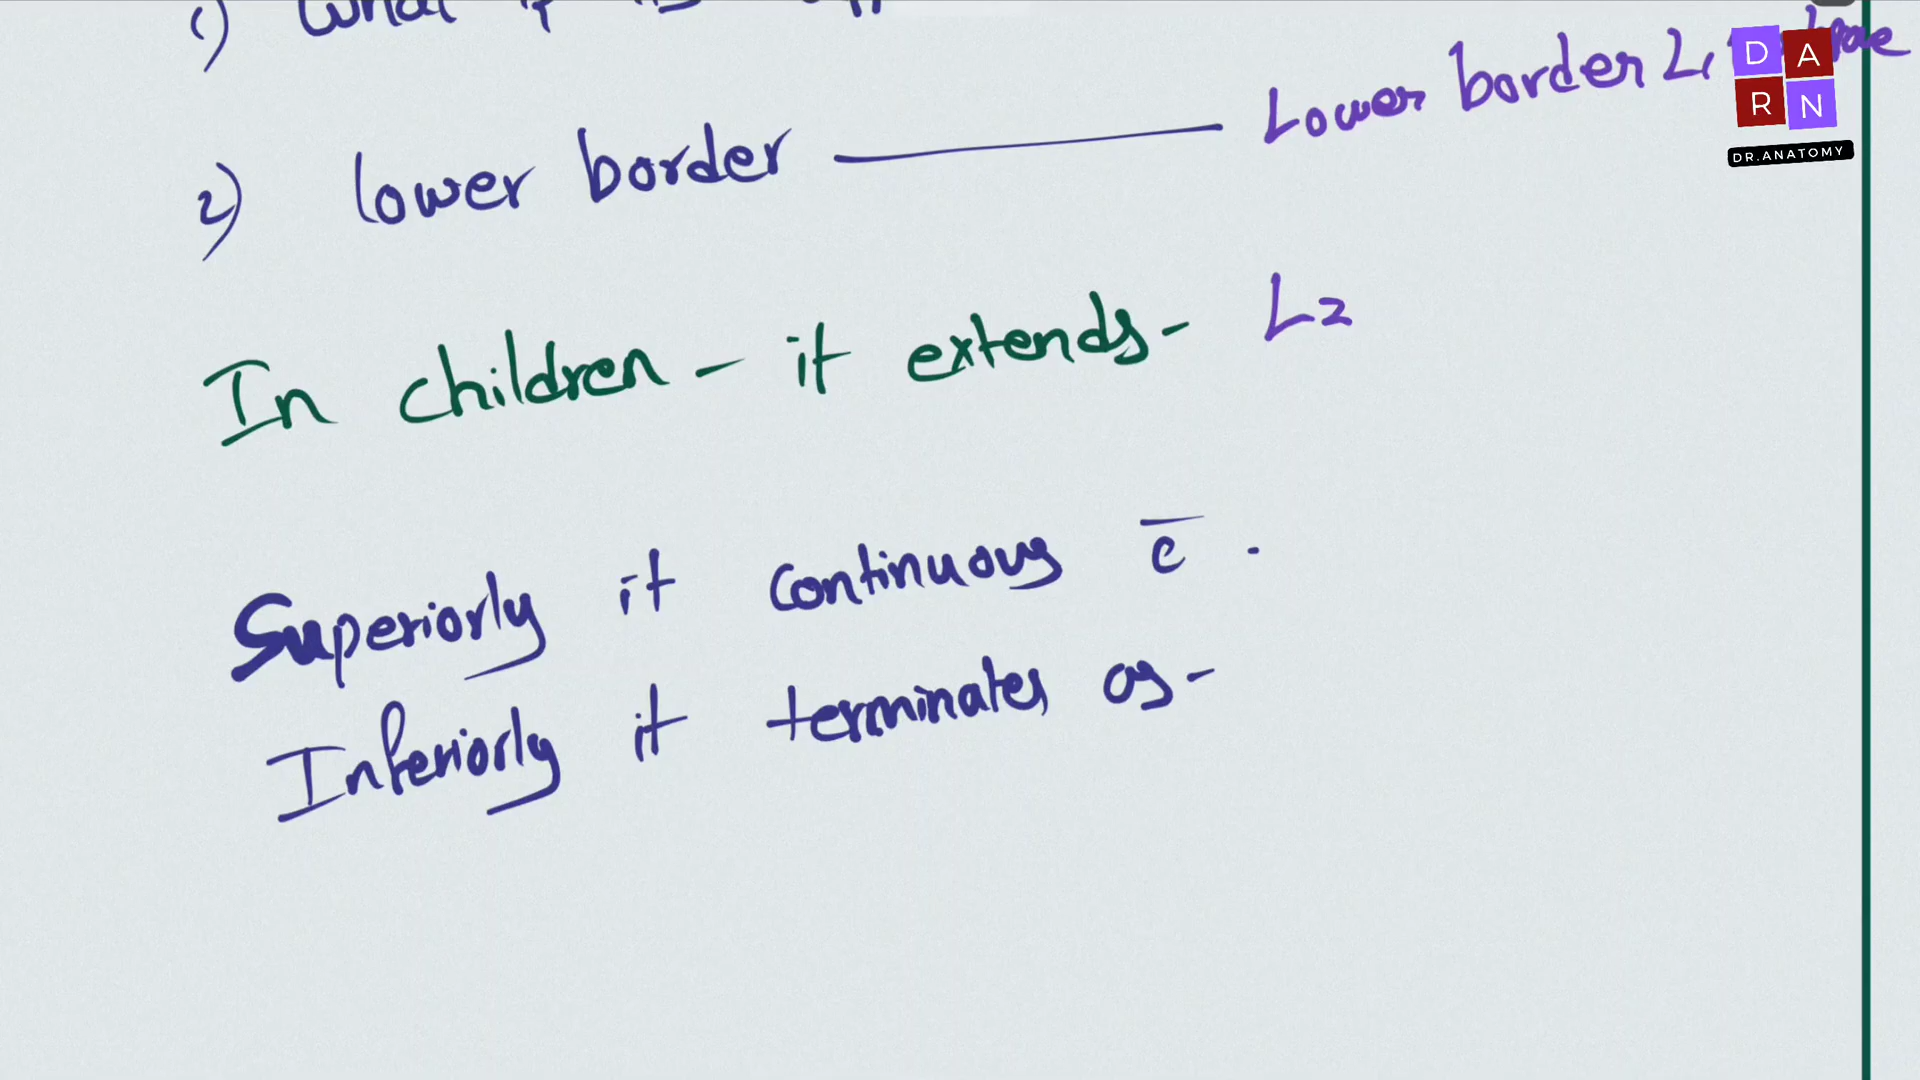 1) What
2) lower border — Lower border L1
D A
R N
DR.ANATOMY
In children - it extends - L2
Superiorly it continuous c̄ .
Inferiorly it terminates as -